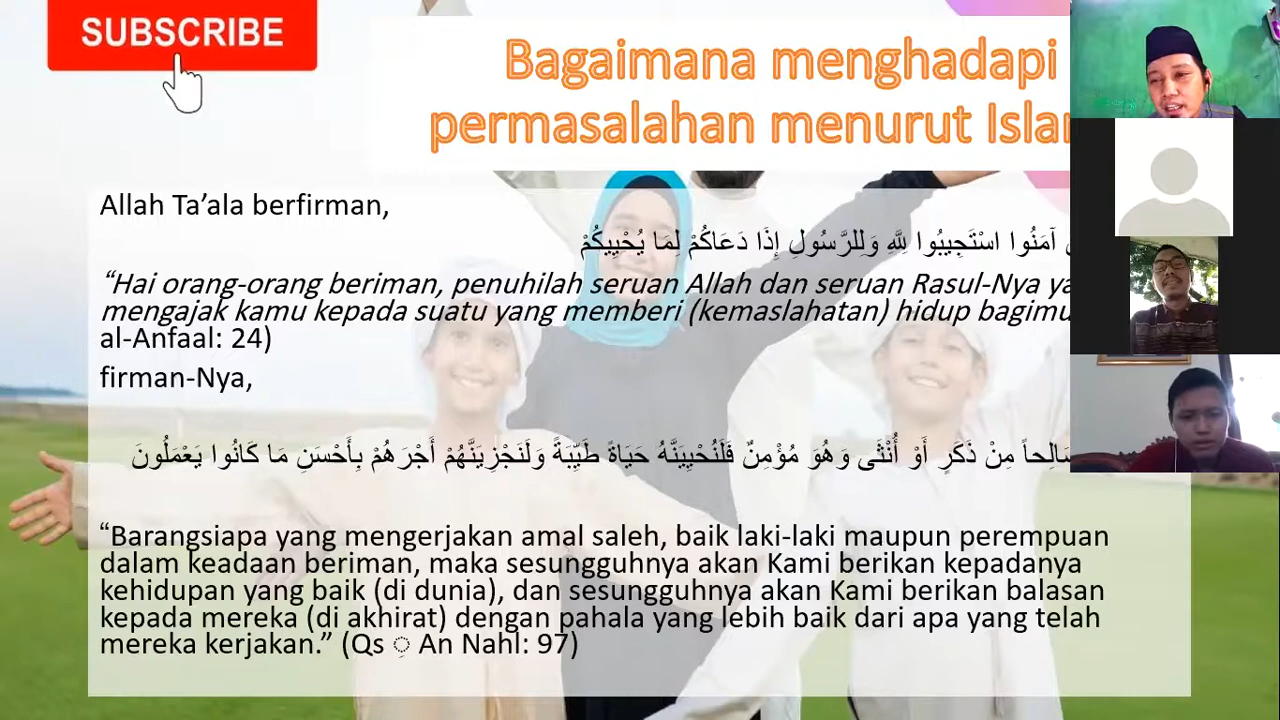 SUBSCRIBE
Bagaimana menghadapi
permasalahan menurut
Allah Ta’ala berfirman,
آمَنُوا اسْتَجِيبُوا لِلَّهِ وَلِلرَّسُولِ إِذَا دَعَاكُمْ لِمَا يُحْيِيكُمْ
“Hai orang-orang beriman, penuhilah seruan Allah dan seruan Rasul-Nya
mengajak kamu kepada suatu yang memberi (kemaslahatan) hidup bagimu
al-Anfaal: 24)
firman-Nya,
مِنْ ذَكَرٍ أَوْ أُنْثَى وَهُوَ مُؤْمِنٌ فَلَنُحْيِيَنَّهُ حَيَاةً طَيِّبَةً وَلَنَجْزِيَنَّهُمْ أَجْرَهُمْ بِأَحْسَنِ مَا كَانُوا يَعْمَلُونَ
“Barangsiapa yang mengerjakan amal saleh, baik laki-laki maupun perempuan
dalam keadaan beriman, maka sesungguhnya akan Kami berikan kepadanya
kehidupan yang baik (di dunia), dan sesungguhnya akan Kami berikan balasan
kepada mereka (di akhirat) dengan pahala yang lebih baik dari apa yang telah
mereka kerjakan.” (Qs ِ An Nahl: 97)